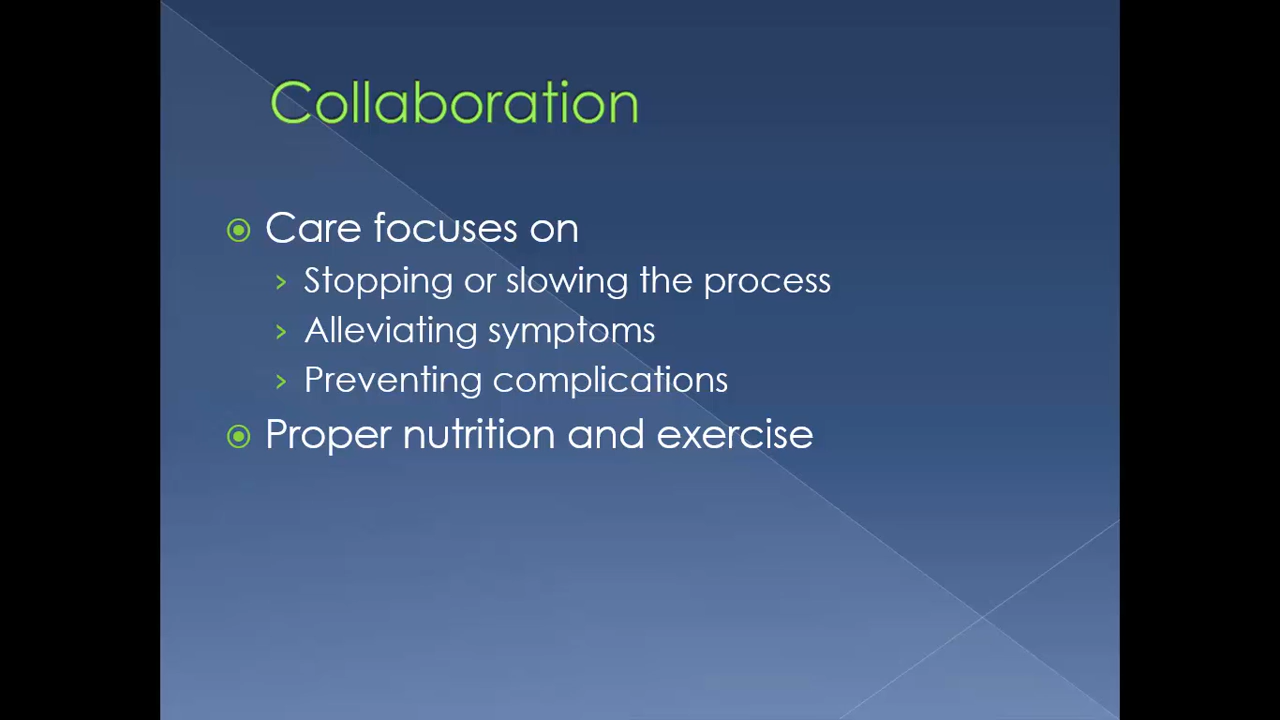 Collaboration
Care focuses on
Stopping or slowing the process
Alleviating symptoms
Preventing complications
Proper nutrition and exercise